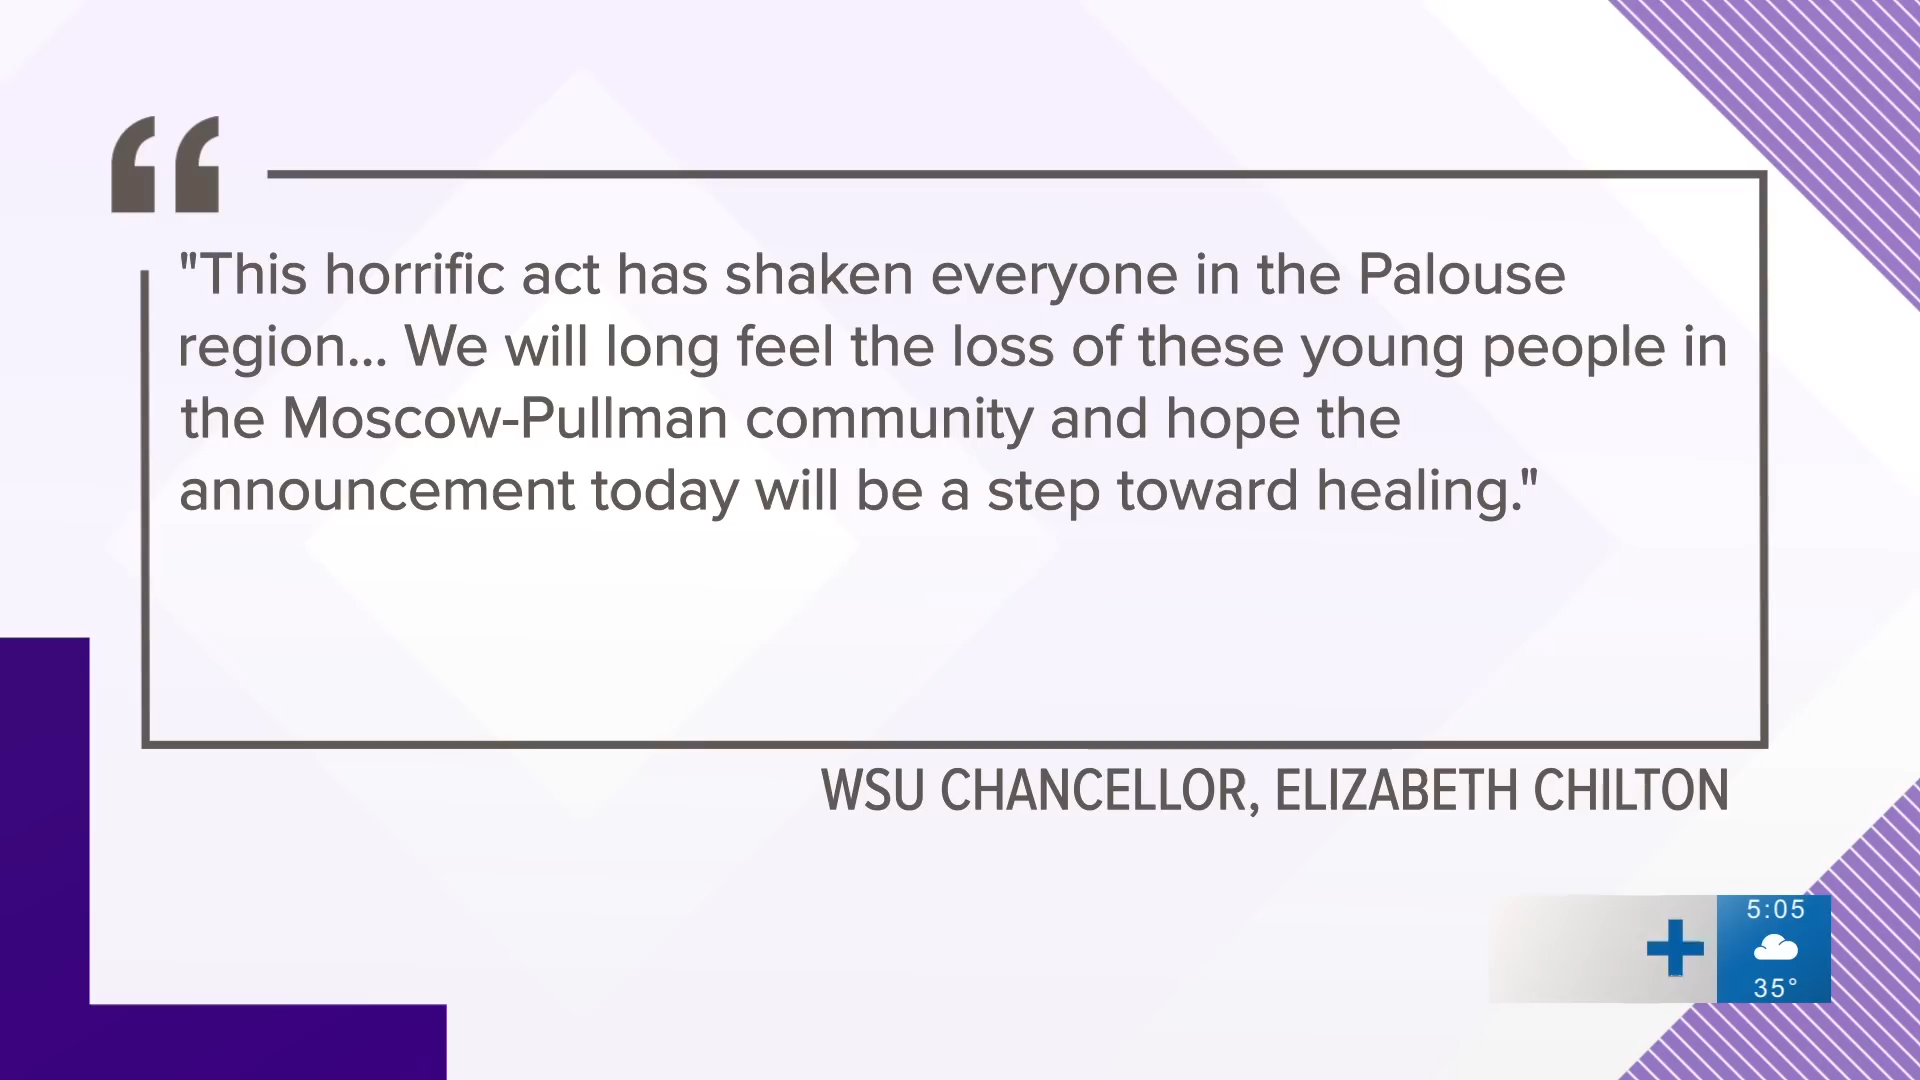 "This horrific act has shaken everyone in the Palouse
region... We will long feel the loss of these young people in
the Moscow-Pullman community and hope the
announcement today will be a step toward healing."
WSU CHANCELLOR, ELIZABETH CHILTON
5:05
35°